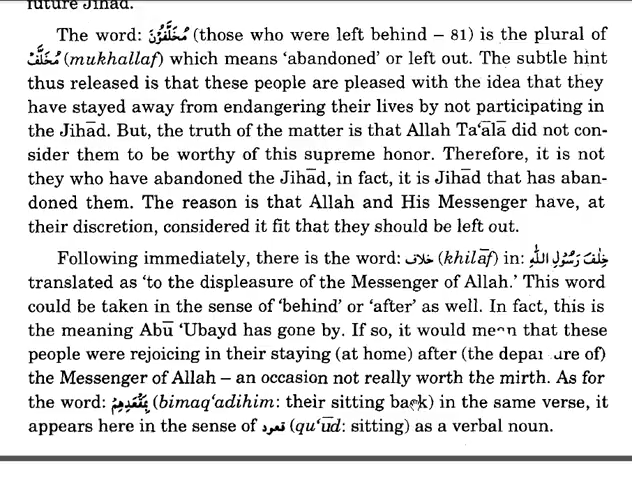 future Jihad.
The word: مُخَلَّفُوْنَ (those who were left behind – 81) is the plural of
مُخَلَّفْ (mukhallaf) which means ‘abandoned’ or left out. The subtle hint
thus released is that these people are pleased with the idea that they
have stayed away from endangering their lives by not participating in
the Jihād. But, the truth of the matter is that Allah Ta‘ālā did not con-
sider them to be worthy of this supreme honor. Therefore, it is not
they who have abandoned the Jihād, in fact, it is Jihād that has aban-
doned them. The reason is that Allah and His Messenger have, at
their discretion, considered it fit that they should be left out.
Following immediately, there is the word: خلاف (khilāf) in: خِلٰفَ رَسُوْلِ اللّٰهِ
translated as ‘to the displeasure of the Messenger of Allah.’ This word
could be taken in the sense of ‘behind’ or ‘after’ as well. In fact, this is
the meaning Abū ‘Ubayd has gone by. If so, it would mean that these
people were rejoicing in their staying (at home) after (the depar ure of)
the Messenger of Allah – an occasion not really worth the mirth. As for
the word: بِمَقْعَدِهِمْ (bimaq‘adihim: their sitting back) in the same verse, it
appears here in the sense of قعود (qu‘ūd: sitting) as a verbal noun.